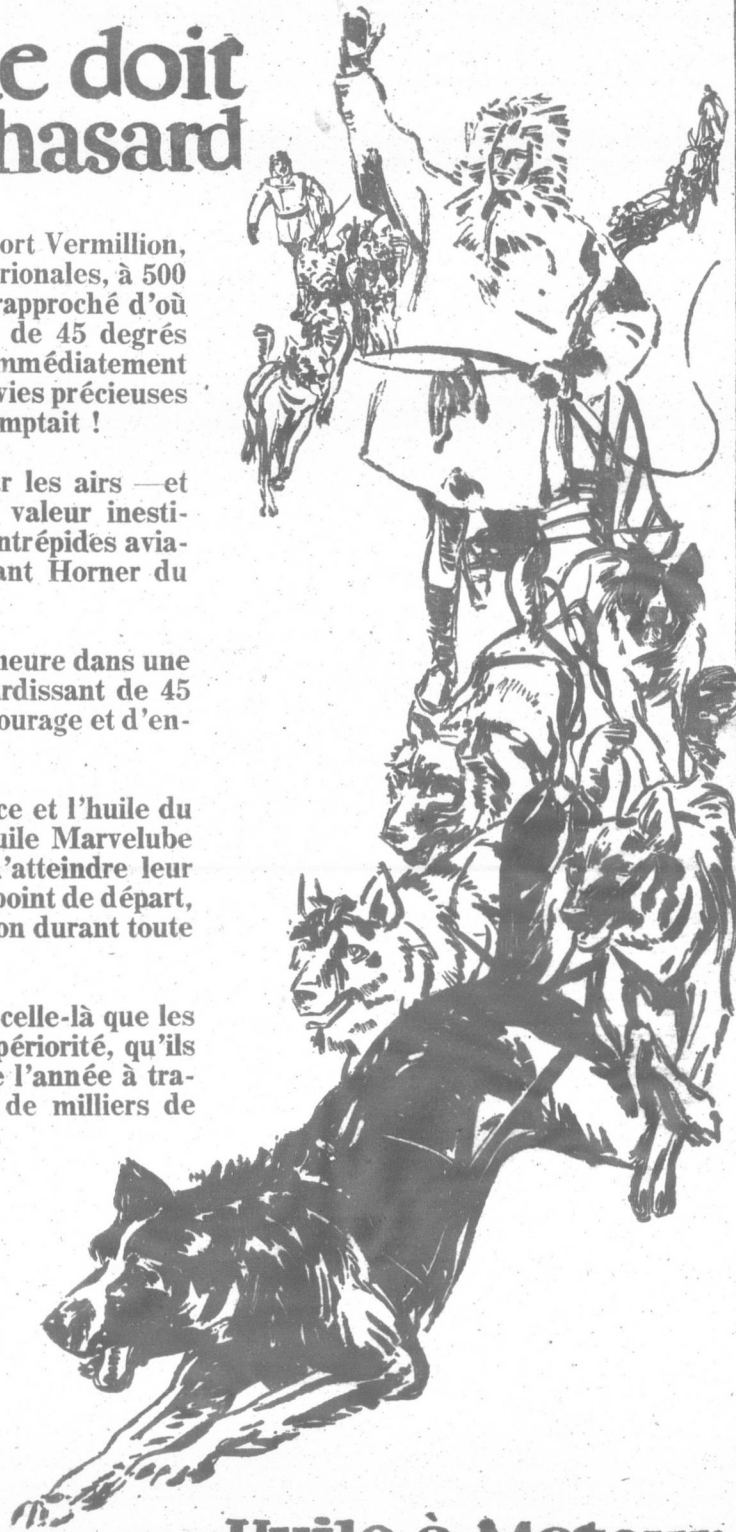 e doit
hasard
ort Vermillion,
rionales, à 500
rapproché d'où
de 45 degrés
mmédiatement
vies précieuses
mptait !
r les airs —et
valeur inesti-
ntrépides avia-
ant Horner du
heure dans une
rdissant de 45
ourage et d'en-
ce et l'huile du
uile Marvelube
d'atteindre leur
point de départ,
on durant toute
celle-là que les
périorité, qu'ils
e l'année à tra-
de milliers de
Huile à Moteur